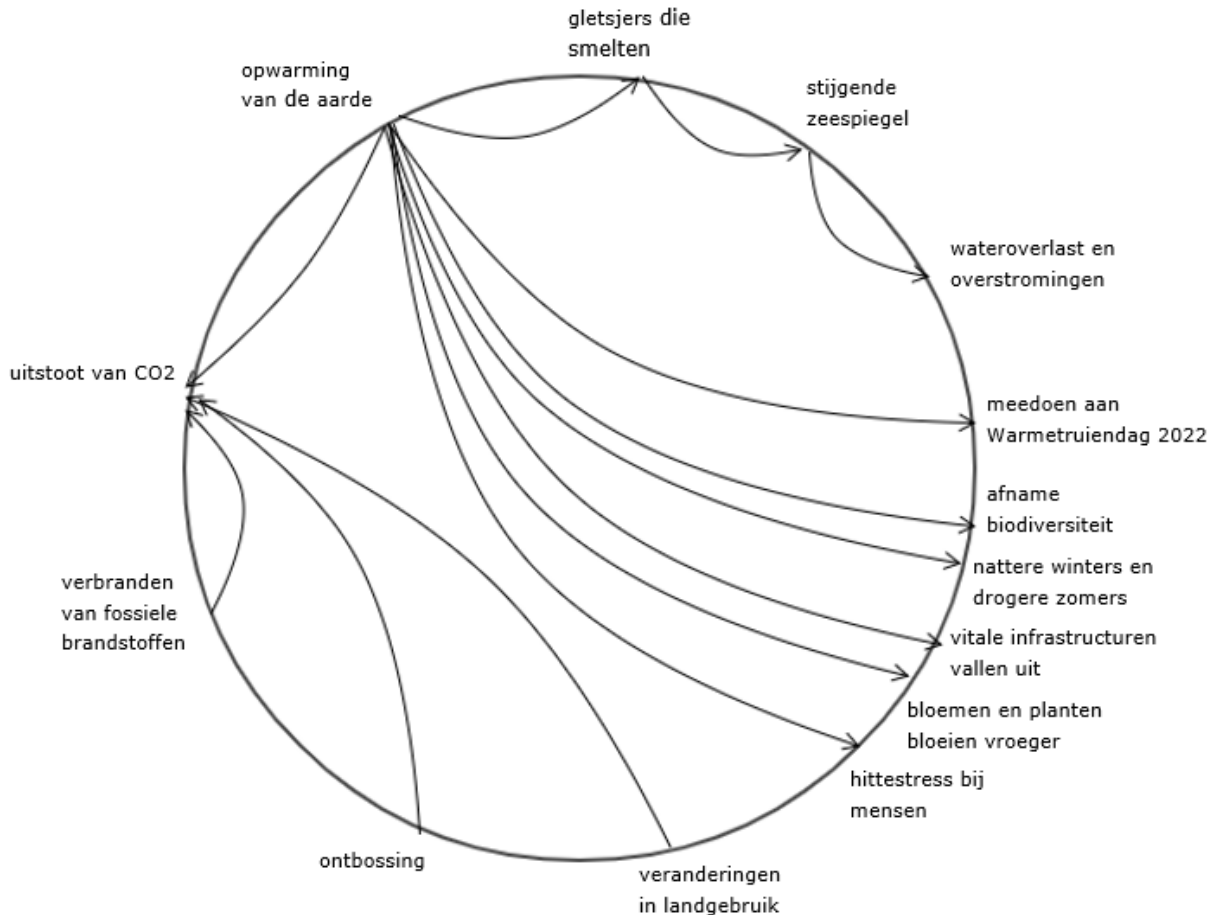 gletsjers die
smelten
opwarming
van de aarde
stijgende
zeespiegel
wateroverlast en
overstromingen
uitstoot van CO2
meedoen aan
Warmetruiendag 2022
afname
biodiversiteit
nattere winters en
drogere zomers
verbranden
van fossiele
brandstoffen
vitale infrastructuren
vallen uit
bloemen en planten
bloeien vroeger
hittestress bij
mensen
ontbossing
veranderingen
in landgebruik